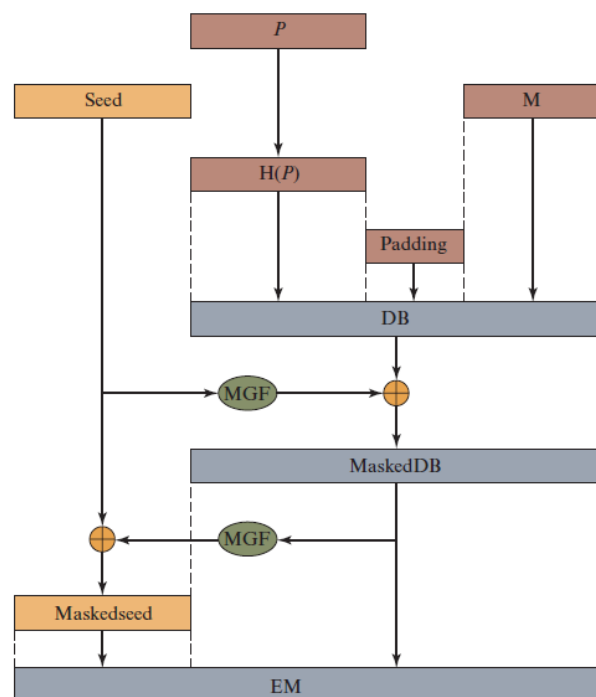 P
Seed
M
H(P)
Padding
DB
MGF
MaskedDB
MGF
Maskedseed
EM